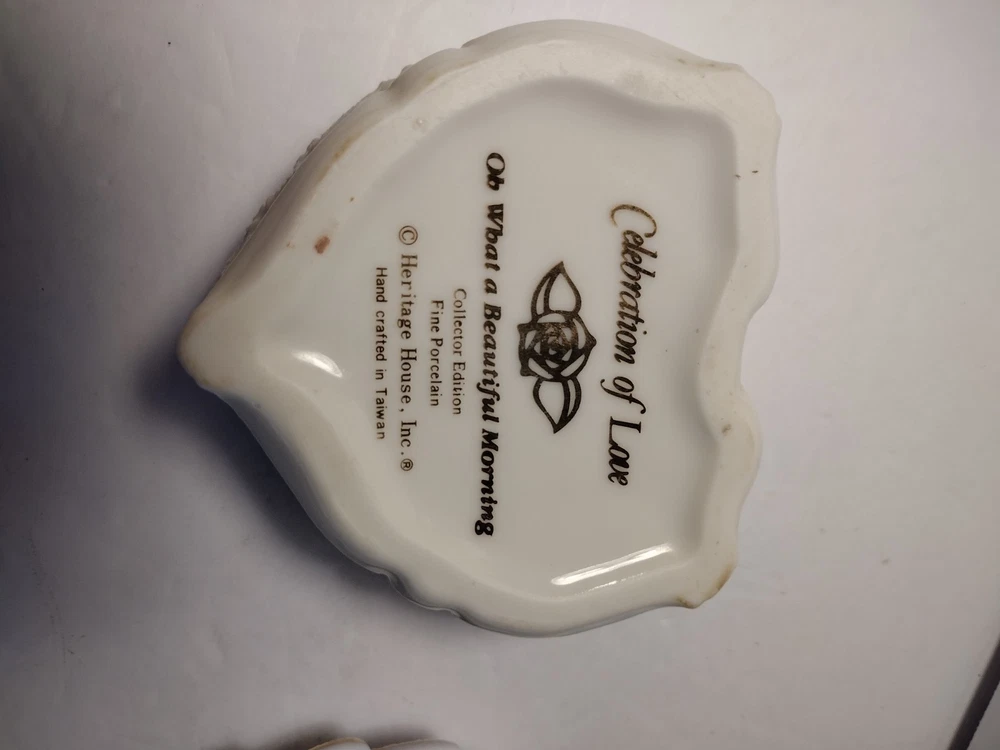 Celebration of Love
Oh What a Beautiful Morning
Collector Edition
Fine Porcelain
© Heritage House, Inc.®
Hand crafted in Taiwan